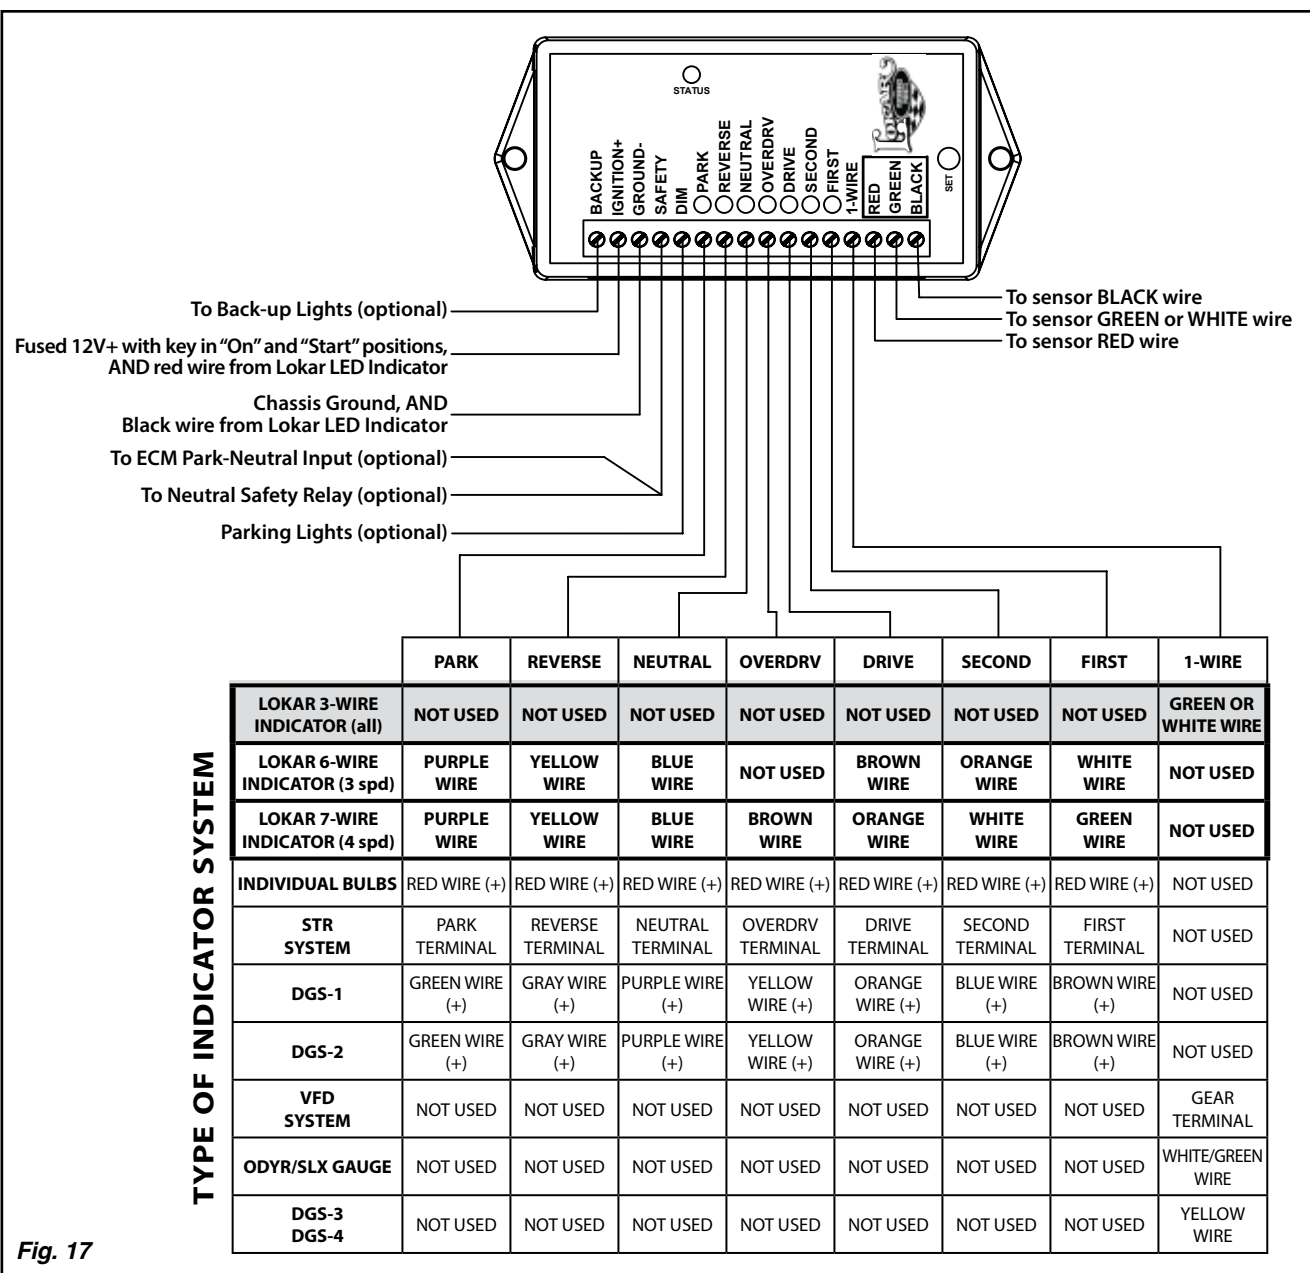 STATUS
LOKAR
BACKUP
IGNITION+
GROUND-
SAFETY
DIM
PARK
REVERSE
NEUTRAL
OVERDRV
DRIVE
SECOND
FIRST
1-WIRE
RED
GREEN
BLACK
SET
To Back-up Lights (optional)
Fused 12V+ with key in "On" and "Start" positions,
AND red wire from Lokar LED Indicator
Chassis Ground, AND
Black wire from Lokar LED Indicator
To ECM Park-Neutral Input (optional)
To Neutral Safety Relay (optional)
Parking Lights (optional)
To sensor BLACK wire
To sensor GREEN or WHITE wire
To sensor RED wire
TYPE OF INDICATOR SYSTEM
PARK REVERSE NEUTRAL OVERDRV DRIVE SECOND FIRST 1-WIRE
LOKAR 3-WIRE INDICATOR (all) NOT USED NOT USED NOT USED NOT USED NOT USED NOT USED NOT USED GREEN OR WHITE WIRE
LOKAR 6-WIRE INDICATOR (3 spd) PURPLE WIRE YELLOW WIRE BLUE WIRE NOT USED BROWN WIRE ORANGE WIRE WHITE WIRE NOT USED
LOKAR 7-WIRE INDICATOR (4 spd) PURPLE WIRE YELLOW WIRE BLUE WIRE BROWN WIRE ORANGE WIRE WHITE WIRE GREEN WIRE NOT USED
INDIVIDUAL BULBS RED WIRE (+) RED WIRE (+) RED WIRE (+) RED WIRE (+) RED WIRE (+) RED WIRE (+) RED WIRE (+) NOT USED
STR SYSTEM PARK TERMINAL REVERSE TERMINAL NEUTRAL TERMINAL OVERDRV TERMINAL DRIVE TERMINAL SECOND TERMINAL FIRST TERMINAL NOT USED
DGS-1 GREEN WIRE (+) GRAY WIRE (+) PURPLE WIRE (+) YELLOW WIRE (+) ORANGE WIRE (+) BLUE WIRE (+) BROWN WIRE (+) NOT USED
DGS-2 GREEN WIRE (+) GRAY WIRE (+) PURPLE WIRE (+) YELLOW WIRE (+) ORANGE WIRE (+) BLUE WIRE (+) BROWN WIRE (+) NOT USED
VFD SYSTEM NOT USED NOT USED NOT USED NOT USED NOT USED NOT USED NOT USED GEAR TERMINAL
ODYR/SLX GAUGE NOT USED NOT USED NOT USED NOT USED NOT USED NOT USED NOT USED WHITE/GREEN WIRE
DGS-3 DGS-4 NOT USED NOT USED NOT USED NOT USED NOT USED NOT USED NOT USED YELLOW WIRE
Fig. 17